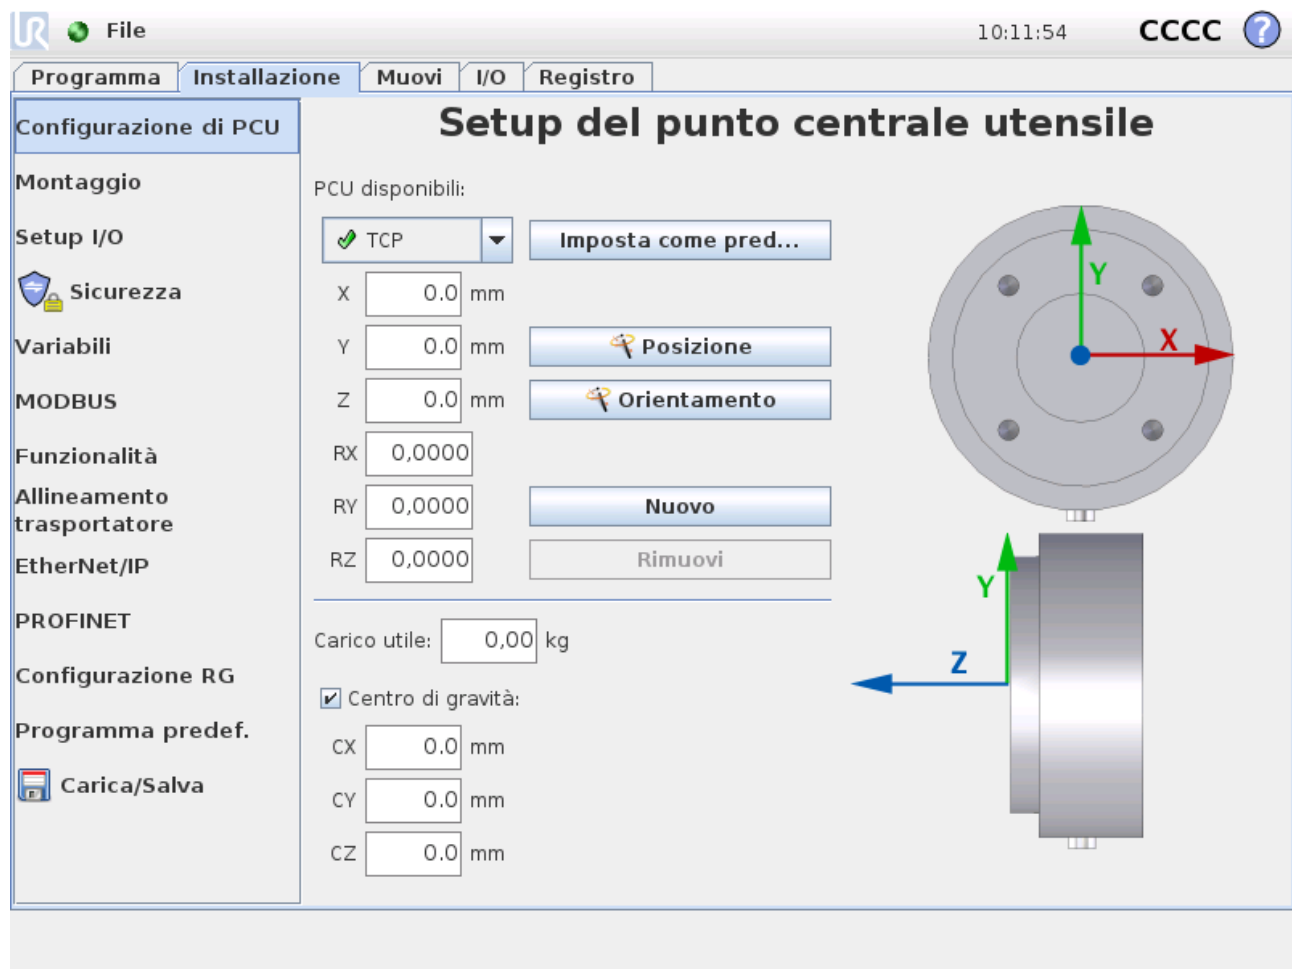 UR File 10:11:54 CCCC ?
Programma Installazione Muovi I/O Registro
Configurazione di PCU
Montaggio
Setup I/O
Sicurezza
Variabili
MODBUS
Funzionalità
Allineamento
trasportatore
EtherNet/IP
PROFINET
Configurazione RG
Programma predef.
Carica/Salva
Setup del punto centrale utensile
PCU disponibili:
TCP Imposta come pred...
X 0.0 mm
Y 0.0 mm Posizione
Z 0.0 mm Orientamento
RX 0,0000
RY 0,0000 Nuovo
RZ 0,0000 Rimuovi
Carico utile: 0,00 kg
Centro di gravità:
CX 0.0 mm
CY 0.0 mm
CZ 0.0 mm
Y
X
Y
Z